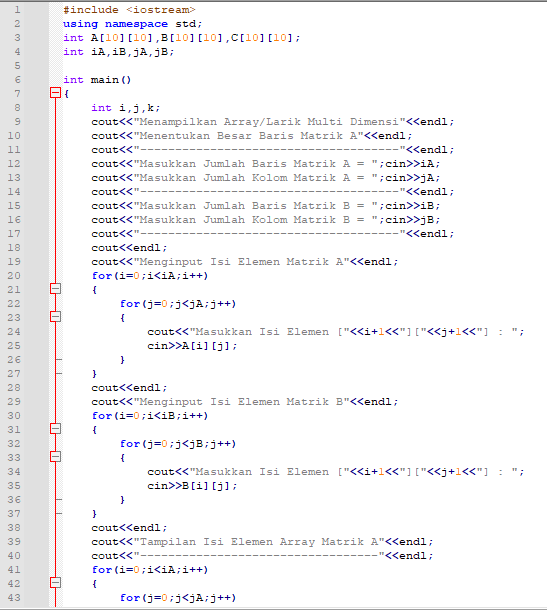 1 #include <iostream>
2 using namespace std;
3 int A[10][10],B[10][10],C[10][10];
4 int iA,iB,jA,jB;
5
6 int main()
7 {
8 int i,j,k;
9 cout<<"Menampilkan Array/Larik Multi Dimensi"<<endl;
10 cout<<"Menentukan Besar Baris Matrik A"<<endl;
11 cout<<"------------------------------------"<<endl;
12 cout<<"Masukkan Jumlah Baris Matrik A = ";cin>>iA;
13 cout<<"Masukkan Jumlah Kolom Matrik A = ";cin>>jA;
14 cout<<"------------------------------------"<<endl;
15 cout<<"Masukkan Jumlah Baris Matrik B = ";cin>>iB;
16 cout<<"Masukkan Jumlah Kolom Matrik B = ";cin>>jB;
17 cout<<"------------------------------------"<<endl;
18 cout<<endl;
19 cout<<"Menginput Isi Elemen Matrik A"<<endl;
20 for(i=0;i<iA;i++)
21 {
22 for(j=0;j<jA;j++)
23 {
24 cout<<"Masukkan Isi Elemen ["<<i+1<<"]["<<j+1<<"] : ";
25 cin>>A[i][j];
26 }
27 }
28 cout<<endl;
29 cout<<"Menginput Isi Elemen Matrik B"<<endl;
30 for(i=0;i<iB;i++)
31 {
32 for(j=0;j<jB;j++)
33 {
34 cout<<"Masukkan Isi Elemen ["<<i+1<<"]["<<j+1<<"] : ";
35 cin>>B[i][j];
36 }
37 }
38 cout<<endl;
39 cout<<"Tampilan Isi Elemen Array Matrik A"<<endl;
40 cout<<"---------------------------------"<<endl;
41 for(i=0;i<iA;i++)
42 {
43 for(j=0;j<jA;j++)